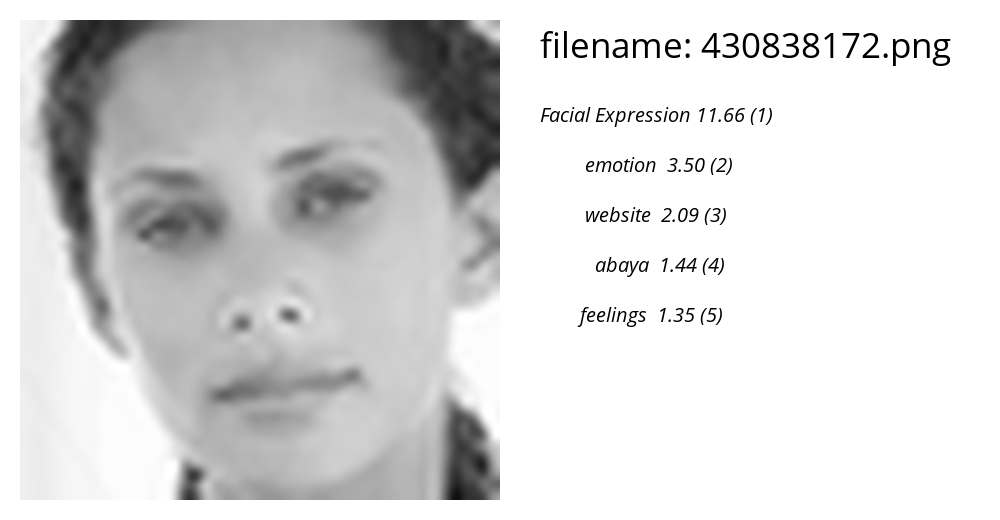 filename: 430838172.png
Facial Expression 11.66 (1)
emotion 3.50 (2)
website 2.09 (3)
abaya 1.44 (4)
feelings 1.35 (5)